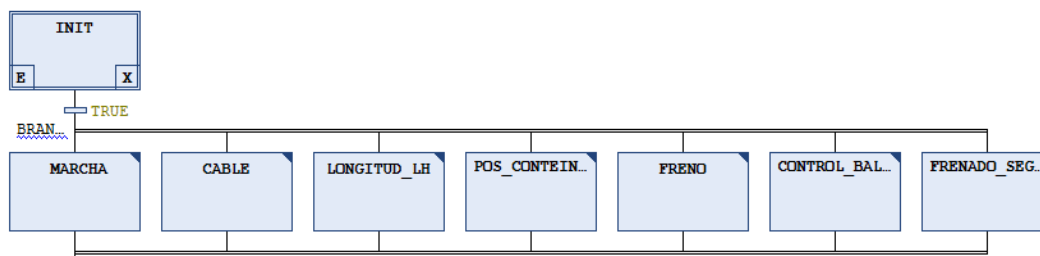 INIT
E X
TRUE
BRAN...
MARCHA CABLE LONGITUD_LH POS_CONTEIN... FRENO CONTROL_BAL... FRENADO_SEG...